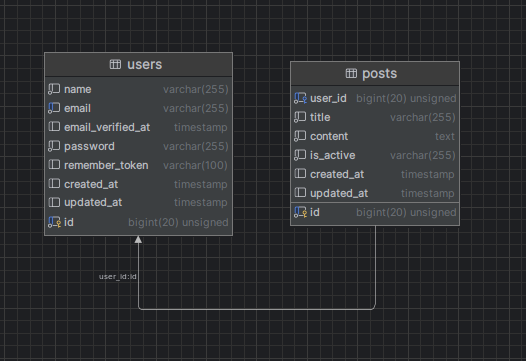 users
name varchar(255)
email varchar(255)
email_verified_at timestamp
password varchar(255)
remember_token varchar(100)
created_at timestamp
updated_at timestamp
id bigint(20) unsigned
posts
user_id bigint(20) unsigned
title varchar(255)
content text
is_active varchar(255)
created_at timestamp
updated_at timestamp
id bigint(20) unsigned
user_id:id